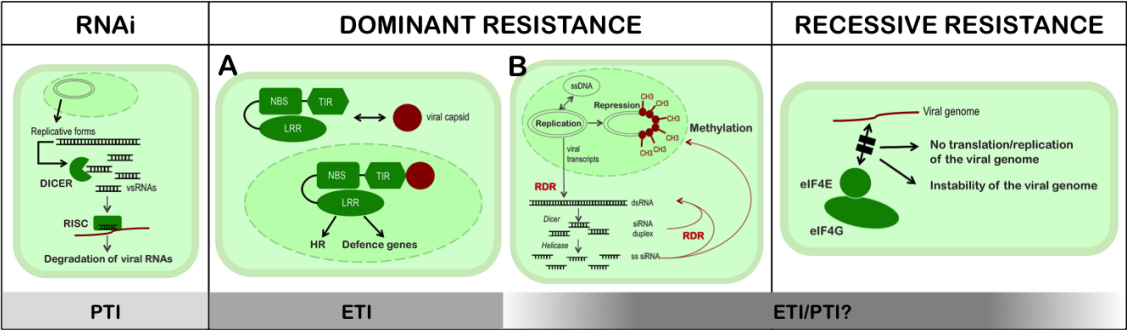 RNAi
DOMINANT RESISTANCE
RECESSIVE RESISTANCE
Replicative forms
DICER
vsRNAs
RISC
Degradation of viral RNAs
A
NBS
TIR
LRR
viral capsid
NBS
TIR
LRR
HR
Defence genes
B
ssDNA
Replication
Repression
CH3
CH3
CH3
CH3
CH3
CH3
CH3
CH3
Methylation
viral
transcripts
RDR
dsRNA
Dicer
siRNA
duplex
RDR
Helicase
ss siRNA
Viral genome
No translation/replication
of the viral genome
Instability of the viral genome
eIF4E
eIF4G
PTI
ETI
ETI/PTI?